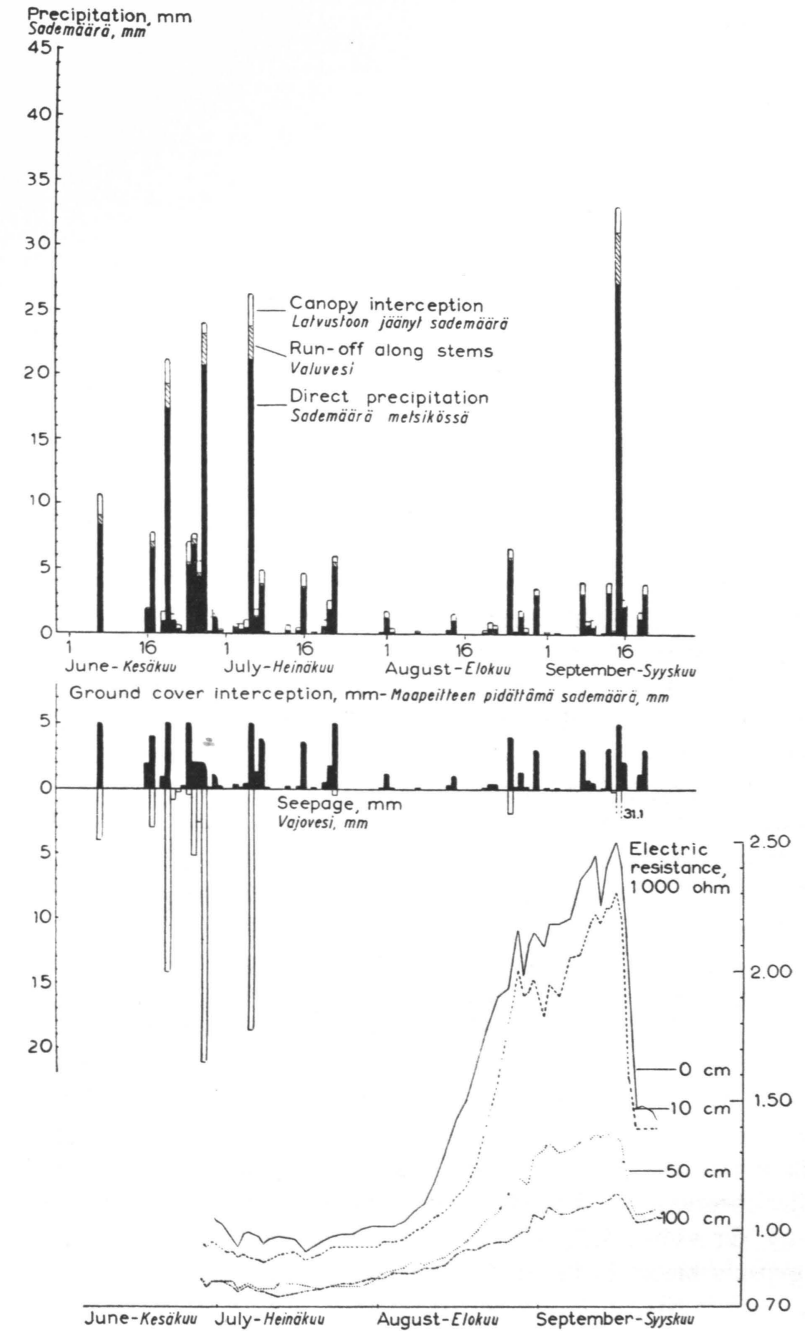 Precipitation, mm
Sademäärä, mm
45
40
35
30
25
20
15
10
5
0
Canopy interception
Latvustoon jäänyt sademäärä
Run-off along stems
Valuvesi
Direct precipitation
Sademäärä metsikössä
1 16 1 16 1 16 1 16
June-Kesäkuu July-Heinäkuu August-Elokuu September-Syyskuu
Ground cover interception, mm-Maapeitteen pidättämä sademäärä, mm
5
0
Seepage, mm
Vajovesi, mm
31.1
5
10
15
20
Electric
resistance,
1000 ohm
2.50
2.00
1.50
1.00
0 70
0 cm
10 cm
50 cm
100 cm
June-Kesäkuu July-Heinäkuu August-Elokuu September-Syyskuu